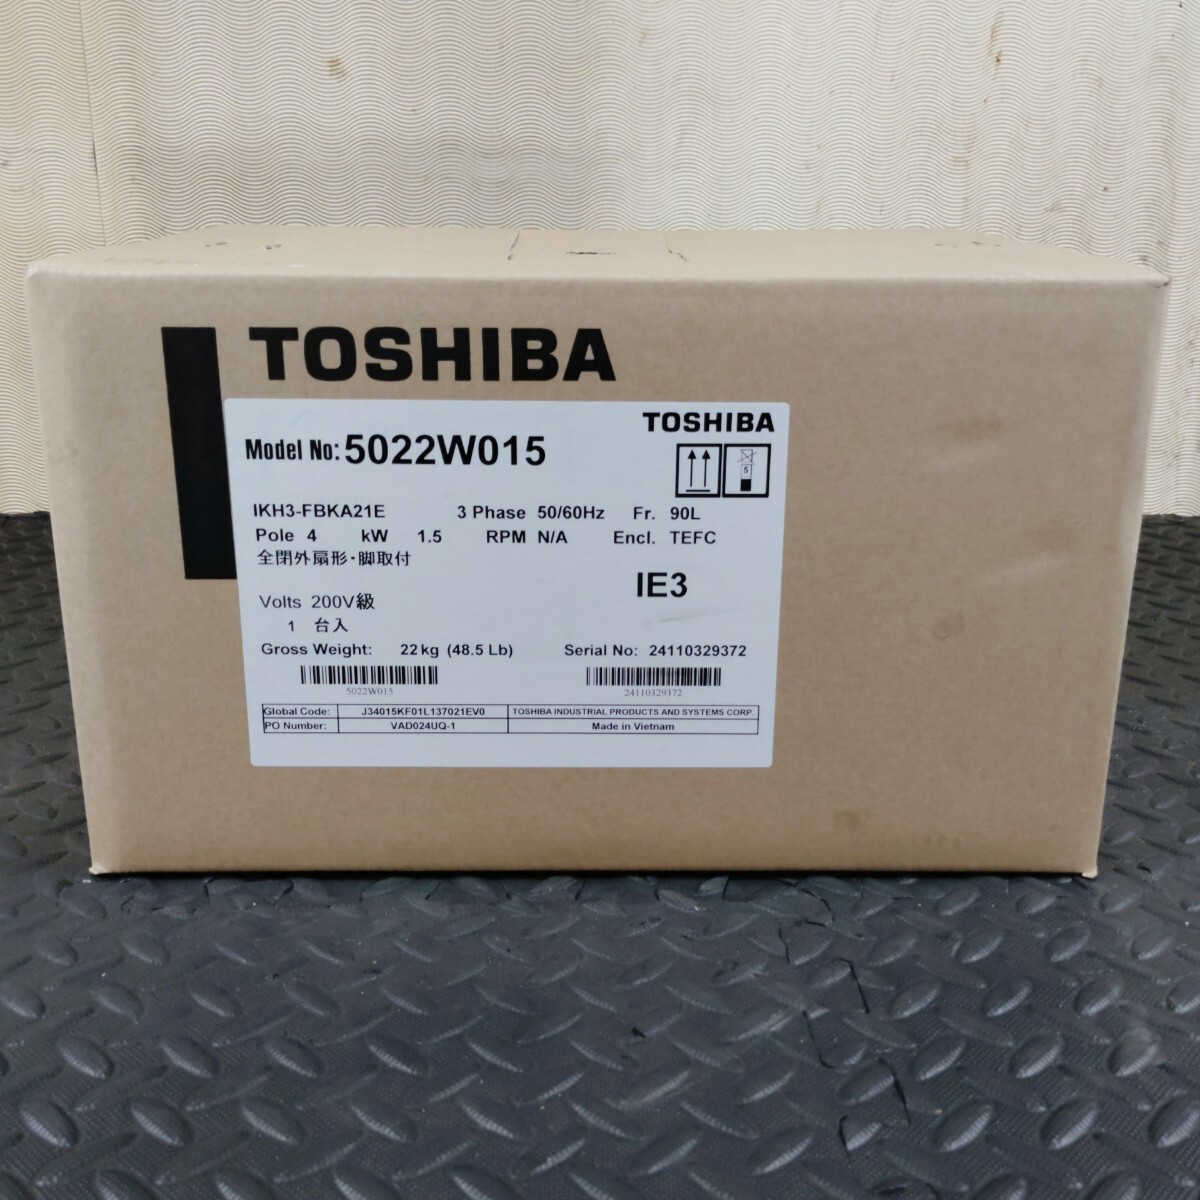 TOSHIBA
TOSHIBA
Model No: 5022W015
5
IKH3-FBKA21E 3 Phase 50/60Hz Fr. 90L
Pole 4 kW 1.5 RPM N/A Encl. TEFC
全閉外扇形・脚取付
IE3
Volts 200V級
1 台入
Gross Weight: 22kg (48.5 Lb) Serial No: 24110329372
5022W015 24110329372
Global Code: J34015KF01L137021EV0 TOSHIBA INDUSTRIAL PRODUCTS AND SYSTEMS CORP.
PO Number: VAD024UQ-1 Made in Vietnam